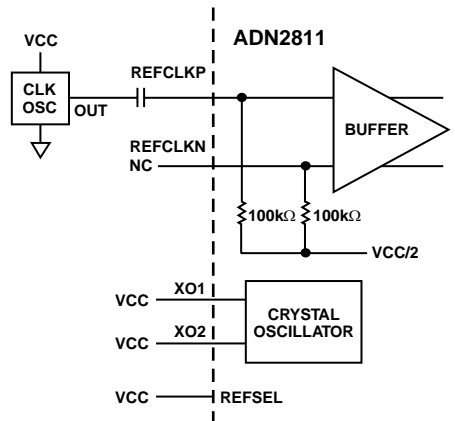 ADN2811
VCC
REFCLKP
CLK
OSC
OUT
BUFFER
REFCLKN
NC
100kΩ 100kΩ
VCC/2
VCC XO1
CRYSTAL
OSCILLATOR
VCC XO2
VCC REFSEL